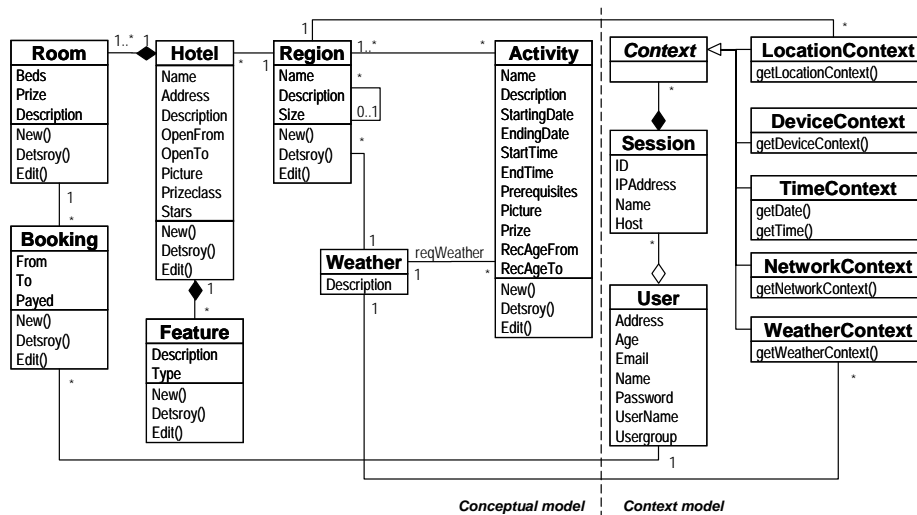 Room
Beds
Prize
Description
New()
Detsroy()
Edit()
1..*
1
Hotel
Name
Address
Description
OpenFrom
OpenTo
Picture
Prizeclass
Stars
New()
Detsroy()
Edit()
*
1
Region
Name
Description
Size
New()
Detsroy()
Edit()
*
0..1
*
1
1..*
*
Activity
Name
Description
StartingDate
EndingDate
StartTime
EndTime
Prerequisites
Picture
Prize
RecAgeFrom
RecAgeTo
New()
Detsroy()
Edit()
1
*
Booking
From
To
Payed
New()
Detsroy()
Edit()
*
1
*
Feature
Description
Type
New()
Detsroy()
Edit()
1
Weather
Description
reqWeather
1
*
1
Context
*
Session
ID
IPAddress
Name
Host
*
User
Address
Age
Email
Name
Password
UserName
Usergroup
1
*
LocationContext
getLocationContext()
DeviceContext
getDeviceContext()
TimeContext
getDate()
getTime()
NetworkContext
getNetworkContext()
WeatherContext
getWeatherContext()
*
Conceptual model
Context model